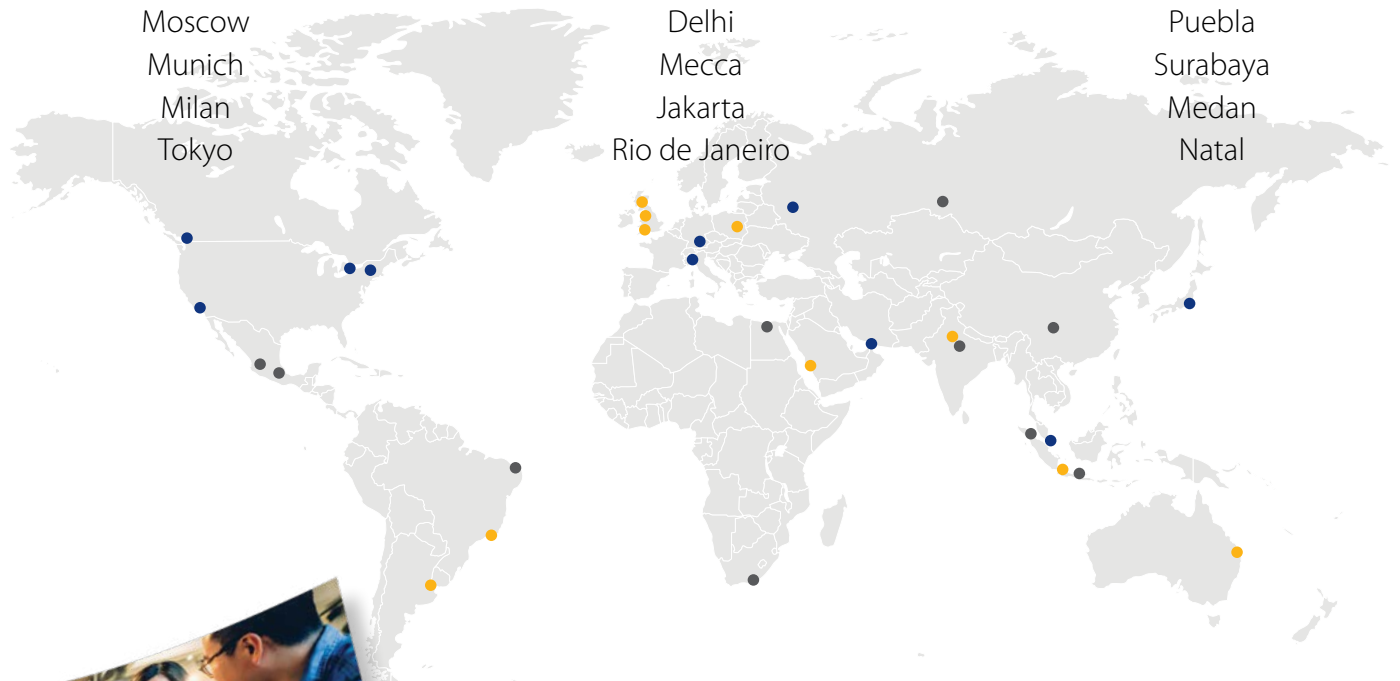 Moscow
Munich
Milan
Tokyo
Delhi
Mecca
Jakarta
Rio de Janeiro
Puebla
Surabaya
Medan
Natal